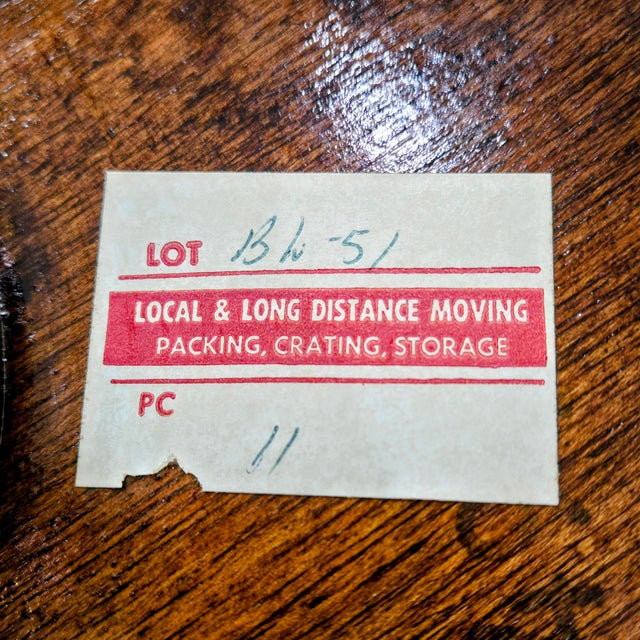 LOT Bh-51
LOCAL & LONG DISTANCE MOVING
PACKING, CRATING, STORAGE
PC
11